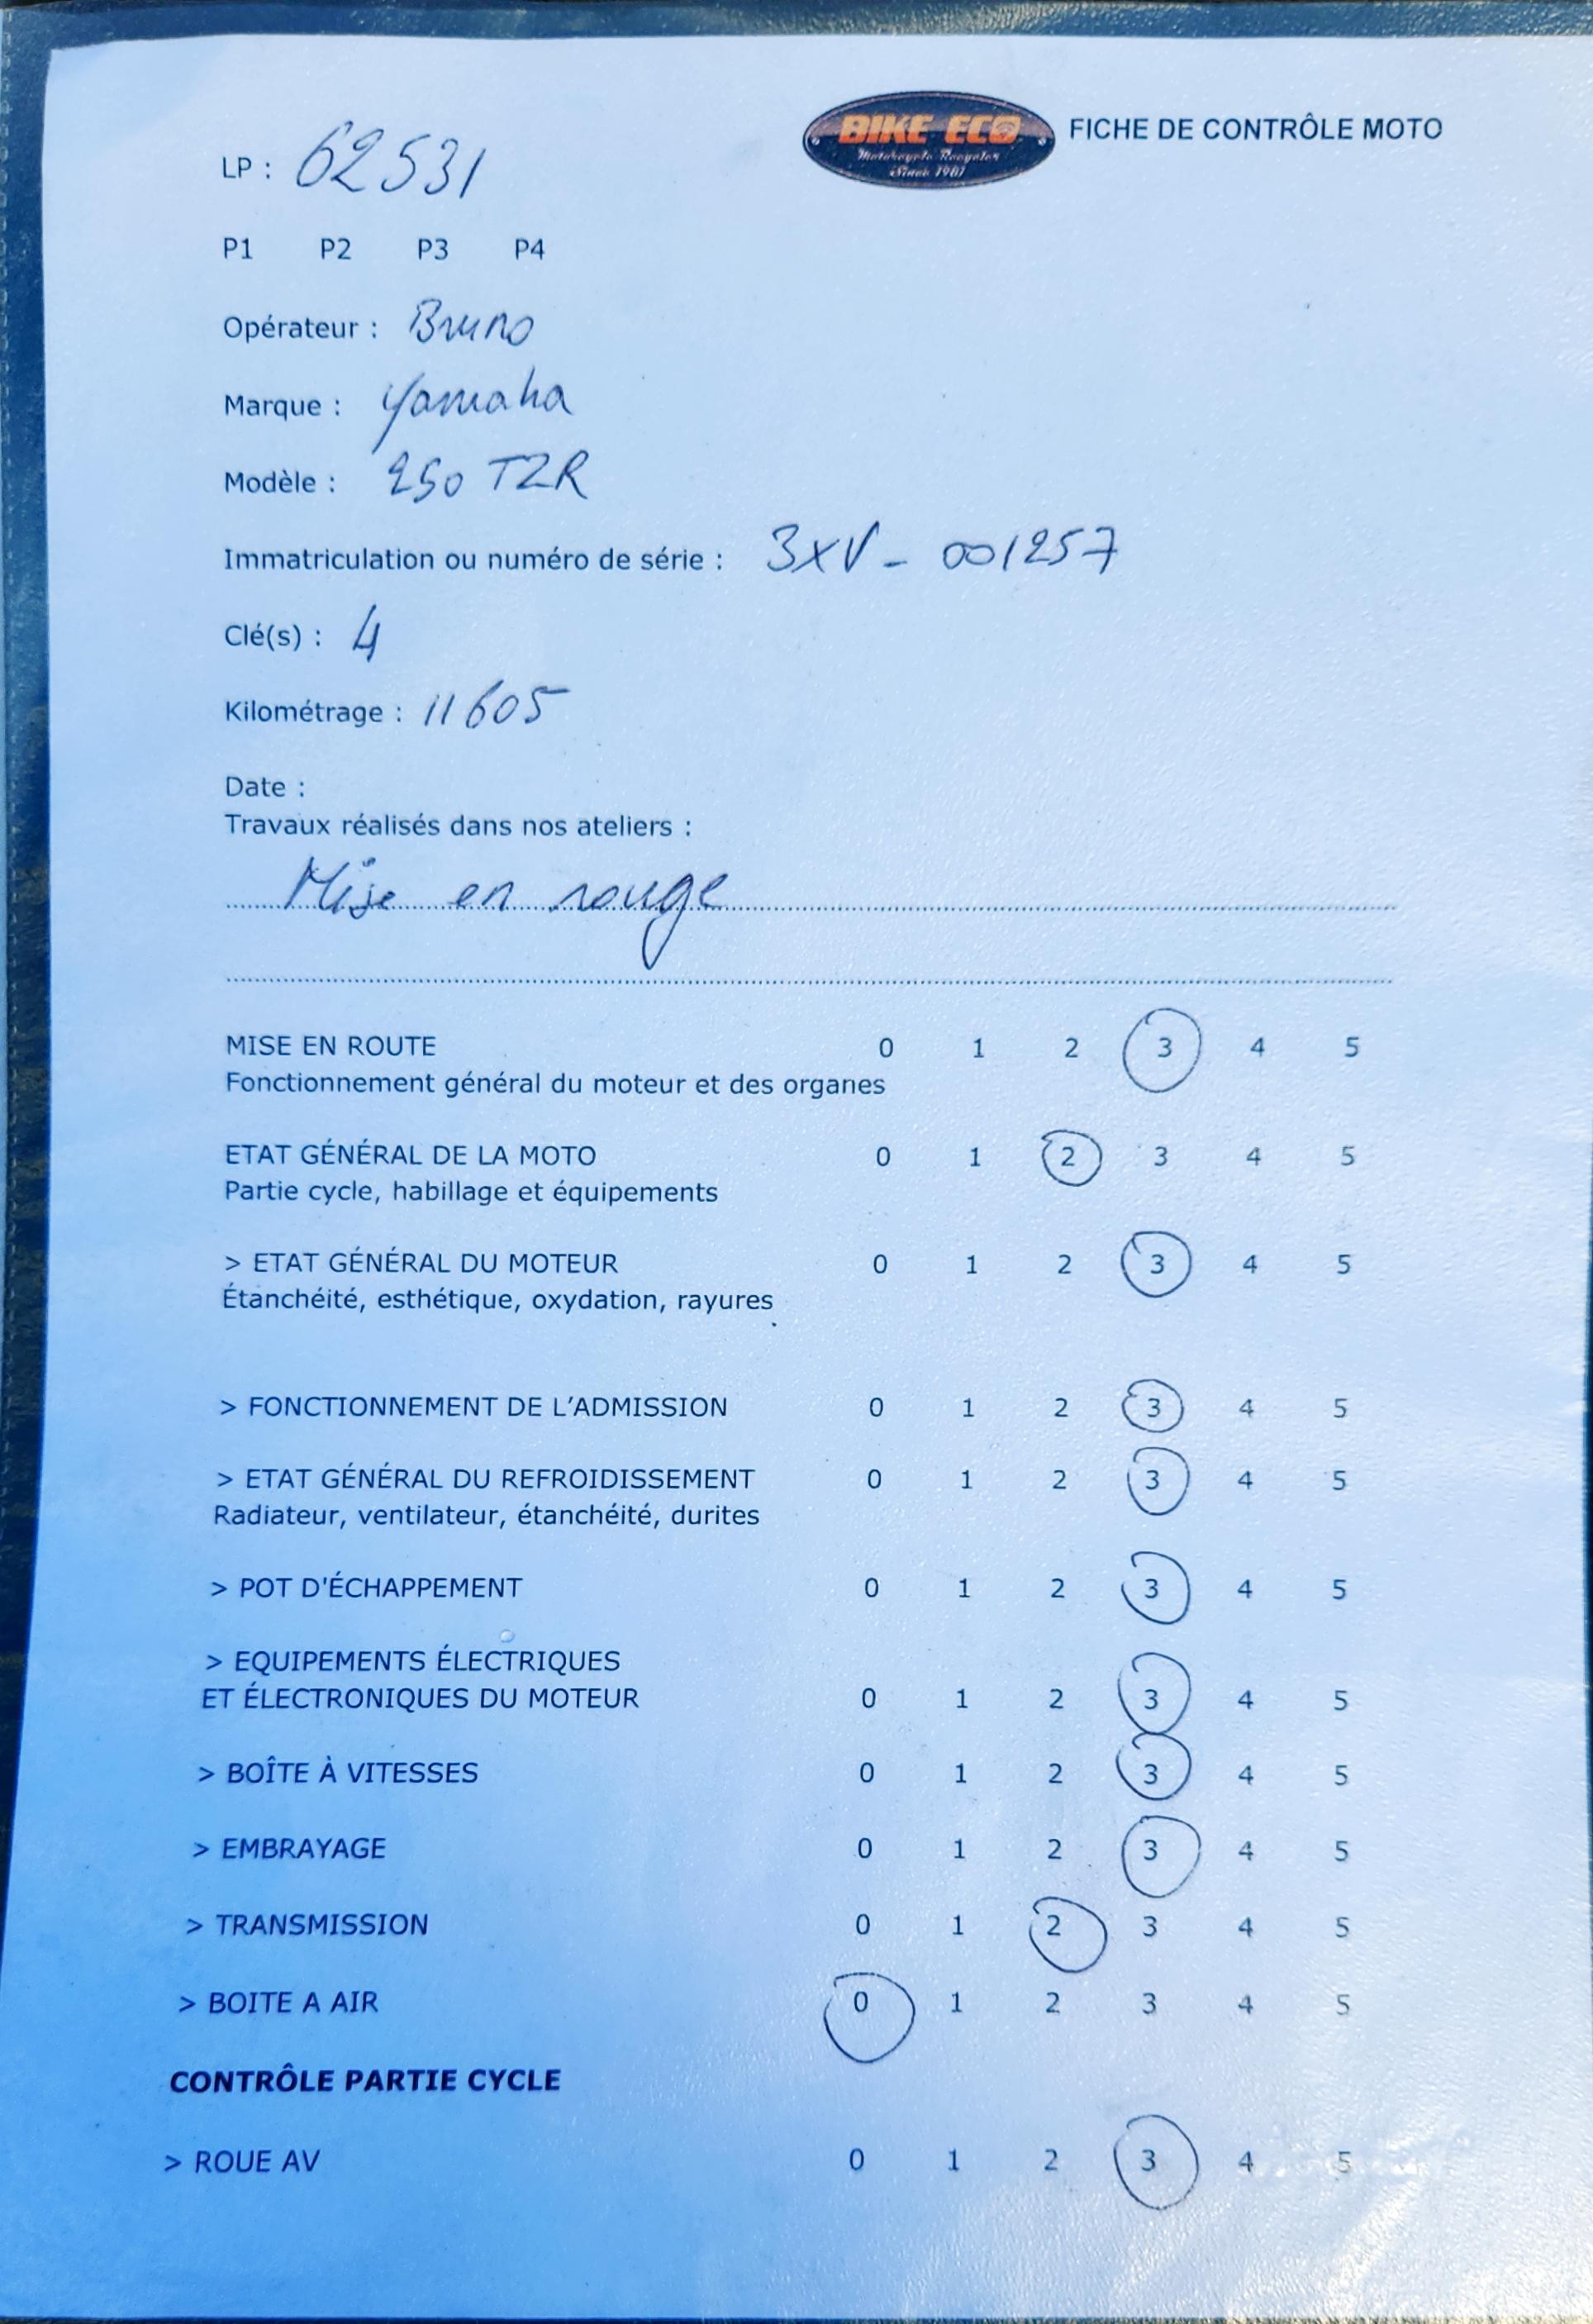 BIKE ECO
Motorcycle Recycler
Since 1987
FICHE DE CONTRÔLE MOTO
LP : 62531
P1 P2 P3 P4
Opérateur : Bruno
Marque : Yamaha
Modèle : 250 TZR
Immatriculation ou numéro de série : 3XV - 001257
Clé(s) : 4
Kilométrage : 11605
Date :
Travaux réalisés dans nos ateliers :
Mise en rouge
MISE EN ROUTE 0 1 2 3 4 5
Fonctionnement général du moteur et des organes
ETAT GÉNÉRAL DE LA MOTO 0 1 2 3 4 5
Partie cycle, habillage et équipements
> ETAT GÉNÉRAL DU MOTEUR 0 1 2 3 4 5
Étanchéité, esthétique, oxydation, rayures
> FONCTIONNEMENT DE L'ADMISSION 0 1 2 3 4 5
> ETAT GÉNÉRAL DU REFROIDISSEMENT 0 1 2 3 4 5
Radiateur, ventilateur, étanchéité, durites
> POT D'ÉCHAPPEMENT 0 1 2 3 4 5
> EQUIPEMENTS ÉLECTRIQUES
ET ÉLECTRONIQUES DU MOTEUR 0 1 2 3 4 5
> BOÎTE À VITESSES 0 1 2 3 4 5
> EMBRAYAGE 0 1 2 3 4 5
> TRANSMISSION 0 1 2 3 4 5
> BOITE A AIR 0 1 2 3 4 5
CONTRÔLE PARTIE CYCLE
> ROUE AV 0 1 2 3 4 5